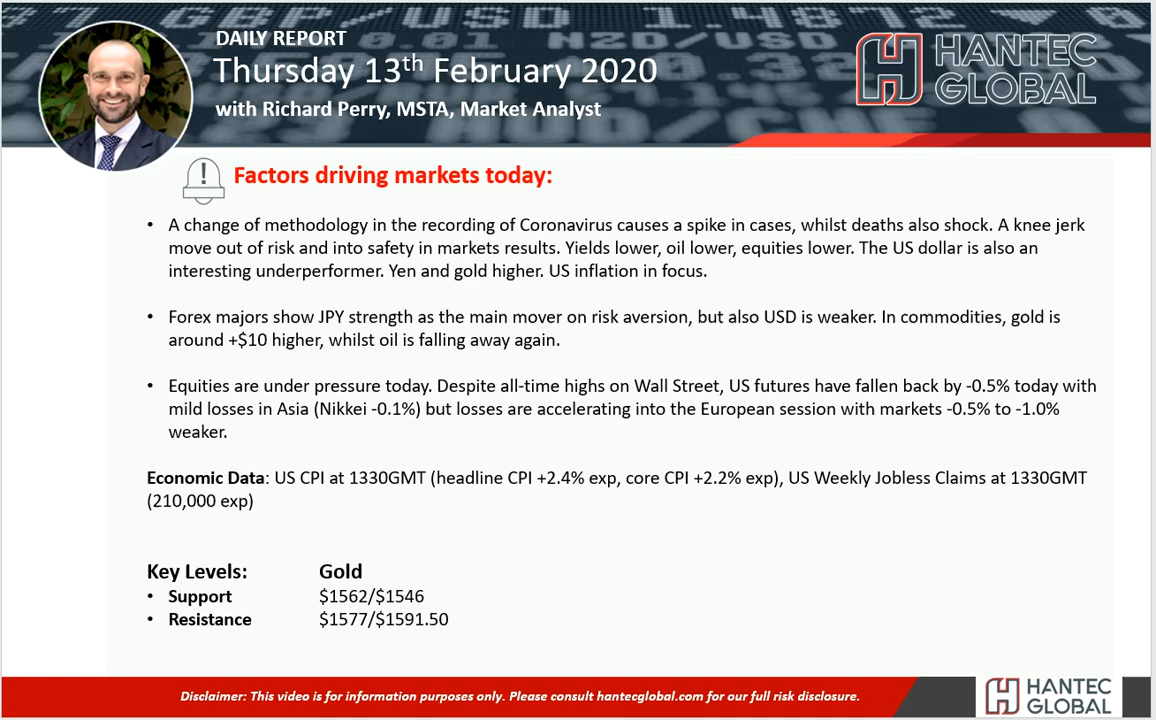 DAILY REPORT
Thursday 13th February 2020
with Richard Perry, MSTA, Market Analyst
HANTEC
GLOBAL
Factors driving markets today:
• A change of methodology in the recording of Coronavirus causes a spike in cases, whilst deaths also shock. A knee jerk
move out of risk and into safety in markets results. Yields lower, oil lower, equities lower. The US dollar is also an
interesting underperformer. Yen and gold higher. US inflation in focus.
• Forex majors show JPY strength as the main mover on risk aversion, but also USD is weaker. In commodities, gold is
around +$10 higher, whilst oil is falling away again.
• Equities are under pressure today. Despite all-time highs on Wall Street, US futures have fallen back by -0.5% today with
mild losses in Asia (Nikkei -0.1%) but losses are accelerating into the European session with markets -0.5% to -1.0%
weaker.
Economic Data: US CPI at 1330GMT (headline CPI +2.4% exp, core CPI +2.2% exp), US Weekly Jobless Claims at 1330GMT
(210,000 exp)
Key Levels: Gold
• Support $1562/$1546
• Resistance $1577/$1591.50
Disclaimer: This video is for information purposes only. Please consult hantecglobal.com for our full risk disclosure.
HANTEC
GLOBAL